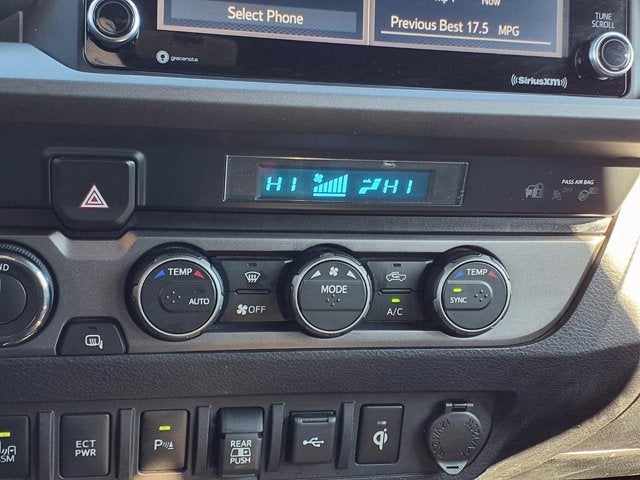 Now
Select Phone
Previous Best 17.5 MPG
TUNE
SCROLL
gracenote
SiriusXM
HI HI
PASS AIR BAG
OFF
TEMP
AUTO
OFF
MODE
A/C
TEMP
SYNC
ECT
PWR
P
REAR
PUSH